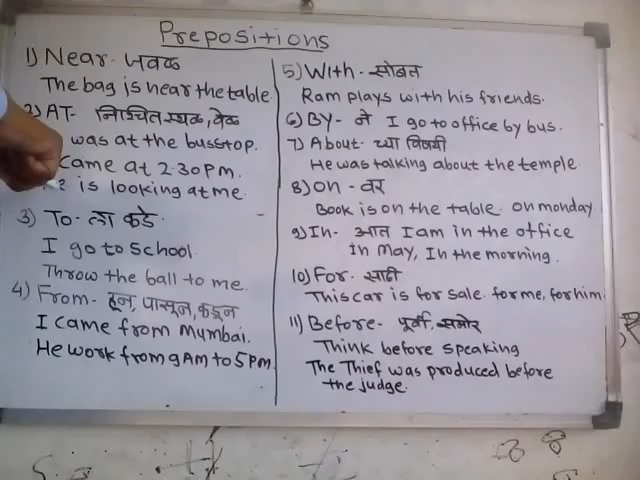 Prepositions
1) Near - जवळ
The bag is near the table
2) AT - निश्चित स्थळ, वेळ
was at the busstop.
came at 2.30 PM.
is looking at me.
3) To - ला कडे.
I go to school.
Throw the ball to me.
4) From - हून, पासून, कडून
I came from Mumbai.
He work from 9 AM to 5 PM
5) With - सोबत
Ram plays with his friends.
6) BY - ने I go to office by bus.
7) About - च्या विषयी
He was talking about the temple.
8) on - वर
Book is on the table. on monday
9) In - आत I am in the office
in May, In the morning.
10) For - साठी
This car is for sale. for me, for him
11) Before - पूर्वी, समोर
Think before speaking
The Thief was produced before
the judge.